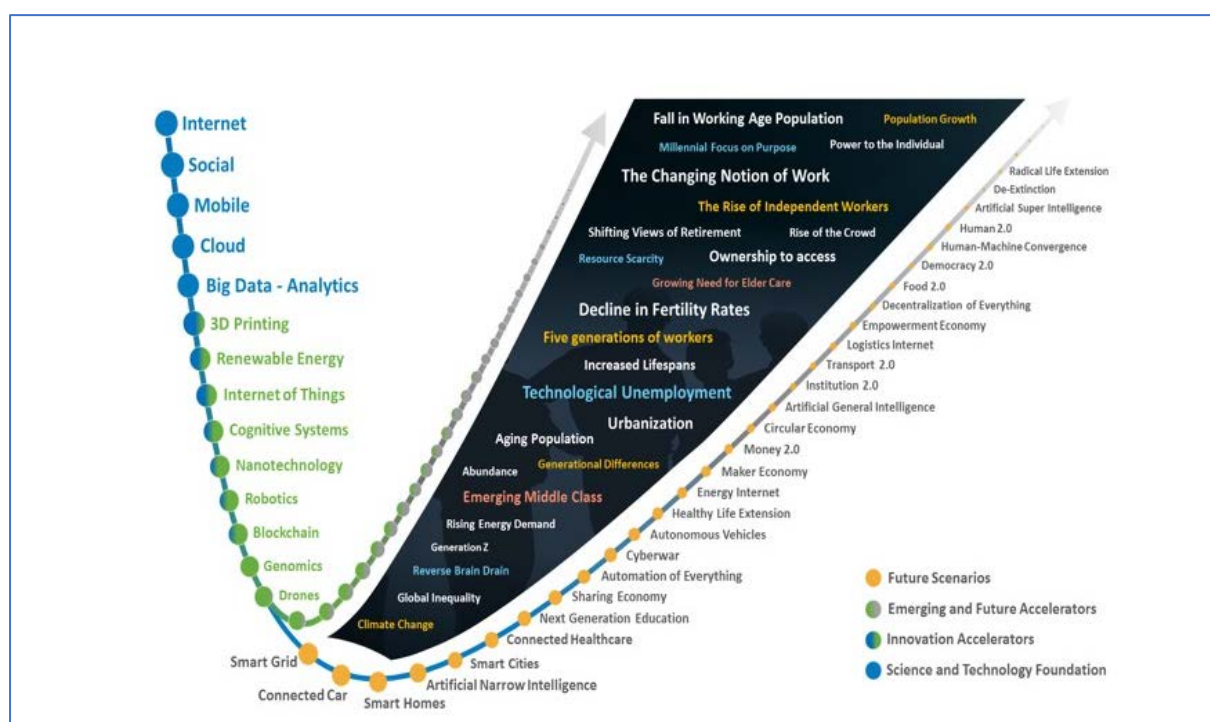 Internet
Social
Mobile
Cloud
Big Data - Analytics
3D Printing
Renewable Energy
Internet of Things
Cognitive Systems
Nanotechnology
Robotics
Blockchain
Genomics
Drones
Fall in Working Age Population
Population Growth
Millennial Focus on Purpose
Power to the Individual
The Changing Notion of Work
The Rise of Independent Workers
Shifting Views of Retirement
Rise of the Crowd
Resource Scarcity
Ownership to access
Growing Need for Elder Care
Decline in Fertility Rates
Five generations of workers
Increased Lifespans
Technological Unemployment
Urbanization
Aging Population
Abundance
Generational Differences
Emerging Middle Class
Rising Energy Demand
Generation Z
Reverse Brain Drain
Global Inequality
Climate Change
Radical Life Extension
De-Extinction
Artificial Super Intelligence
Human 2.0
Human-Machine Convergence
Democracy 2.0
Food 2.0
Decentralization of Everything
Empowerment Economy
Logistics Internet
Transport 2.0
Institution 2.0
Artificial General Intelligence
Circular Economy
Money 2.0
Maker Economy
Energy Internet
Healthy Life Extension
Autonomous Vehicles
Cyberwar
Automation of Everything
Sharing Economy
Next Generation Education
Connected Healthcare
Smart Cities
Artificial Narrow Intelligence
Smart Homes
Connected Car
Smart Grid
Future Scenarios
Emerging and Future Accelerators
Innovation Accelerators
Science and Technology Foundation